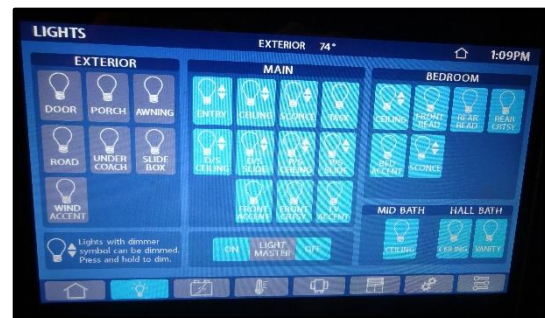 LIGHTS
EXTERIOR 74°
1:09PM
EXTERIOR
DOOR
PORCH
AWNING
ROAD
UNDER
COACH
SLIDE
BOX
WIND
ACCENT
Lights with dimmer
symbol can be dimmed.
Press and hold to dim.
MAIN
ENTRY
CEILING
SCONCE
TASK
D/S
CEILING
D/S
SLIDE
CEILING
SLIDE
FRONT
ACCENT
FRONT
ACCENT
ON
LIGHT
MASTER
OFF
BEDROOM
CEILING
FRONT
READ
REAR
READ
REAR
CRTSY
BED
ACCENT
SCONCE
MID BATH
CEILING
HALL BATH
CEILING
VANITY